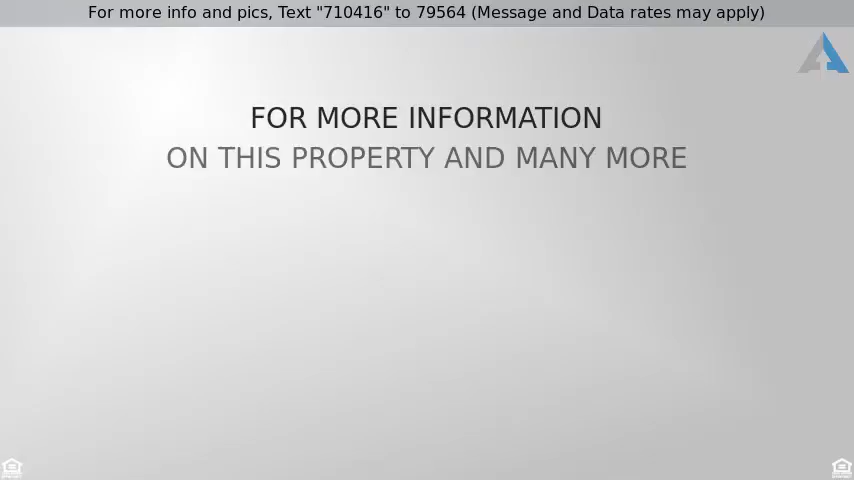 For more info and pics, Text "710416" to 79564 (Message and Data rates may apply)
FOR MORE INFORMATION
ON THIS PROPERTY AND MANY MORE